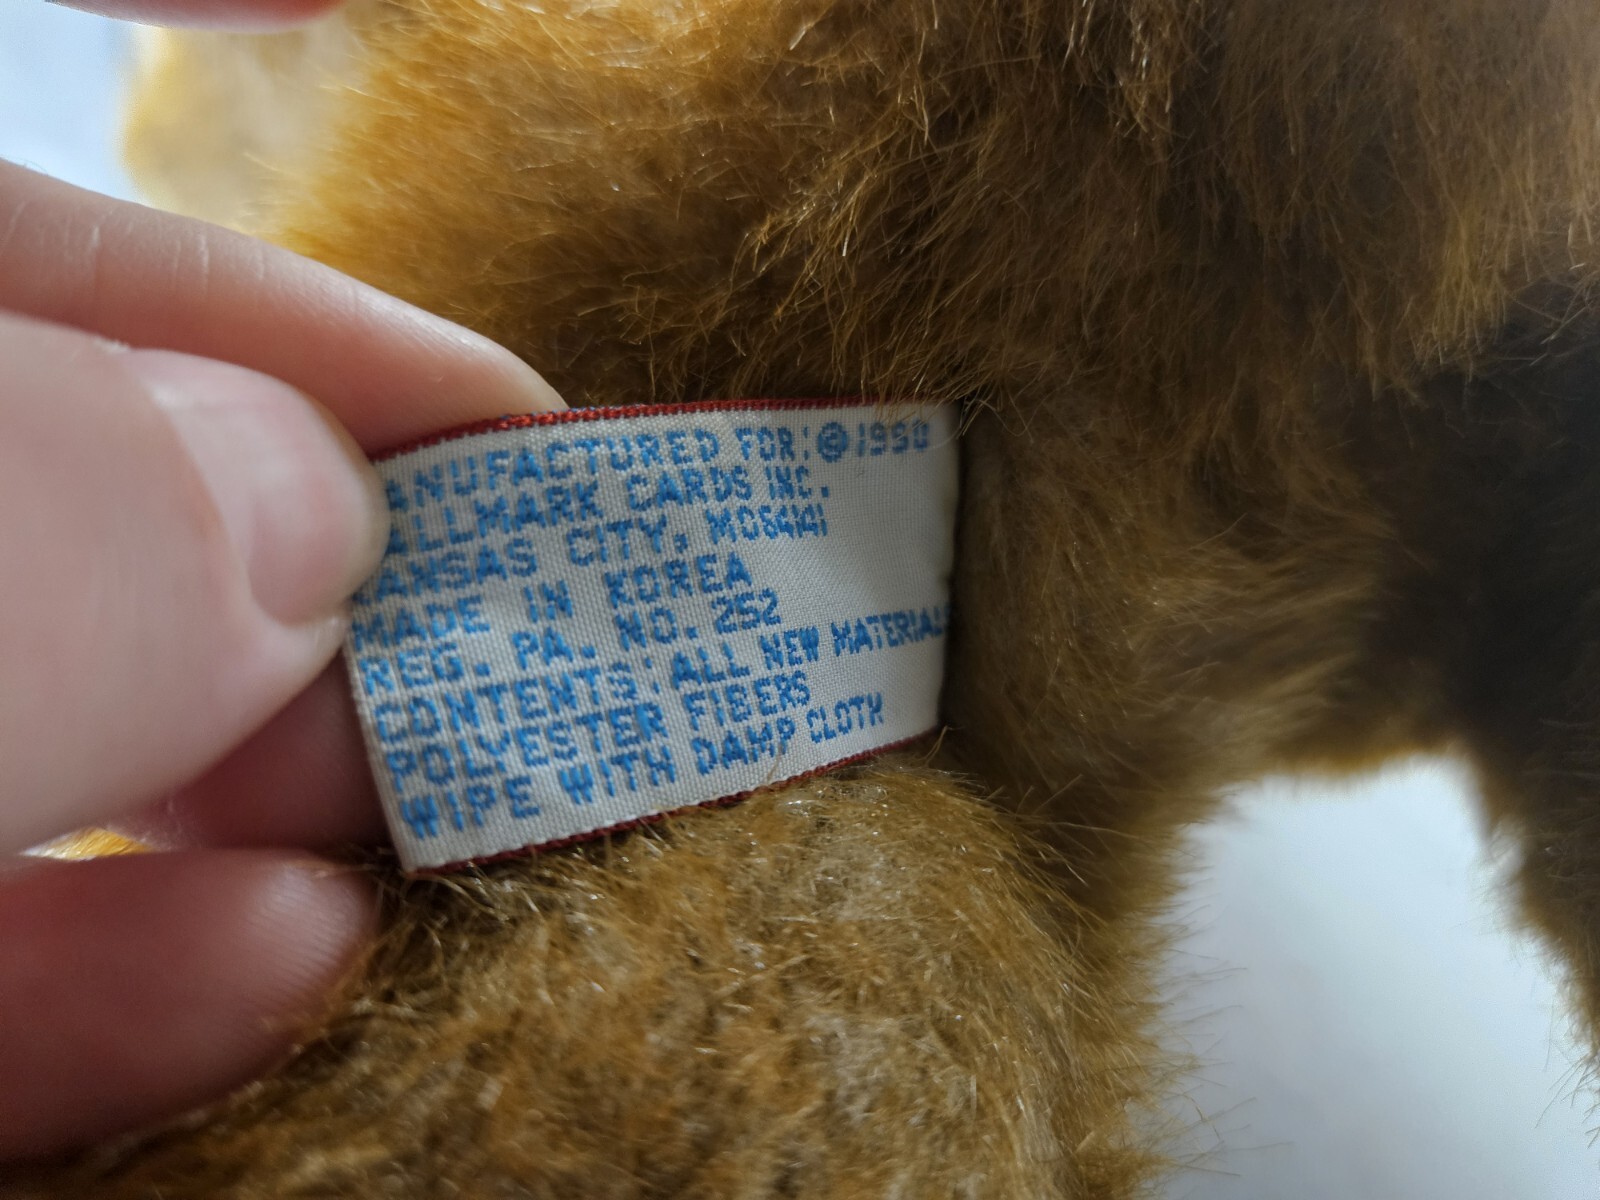 ANUFACTURED FOR: © 1990
ALLMARK CARDS INC.
ANSAS CITY, MO64141
MADE IN KOREA
REG. PA. NO. 252
CONTENTS: ALL NEW MATERIALS
POLYESTER FIBERS
WIPE WITH DAMP CLOTH